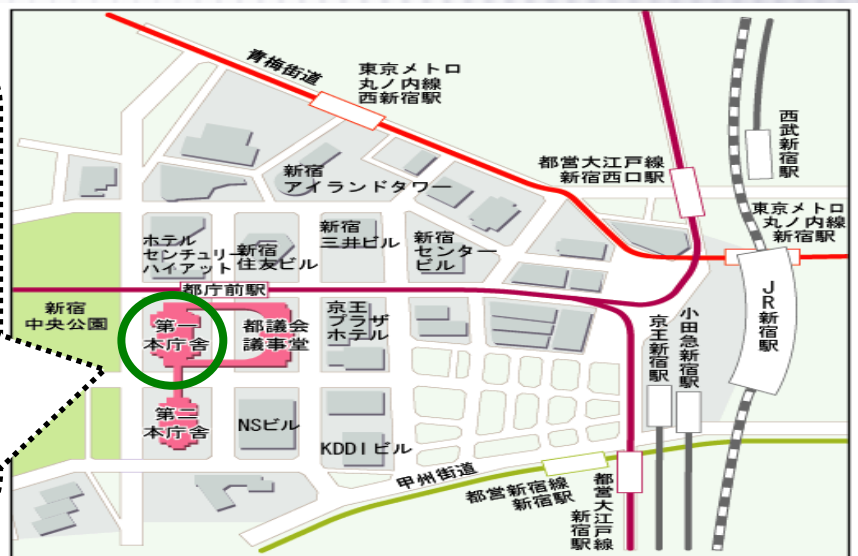 青梅街道
東京メトロ
丸ノ内線
西新宿駅
西武新宿駅
都営大江戸線
新宿西口駅
新宿
アイランドタワー
東京メトロ
丸ノ内線
新宿駅
ホテル
センチュリー
ハイアット
新宿
住友ビル
新宿
三井ビル
新宿
センター
ビル
都庁前駅
JR新宿駅
新宿
中央公園
第一
本庁舎
都議会
議事堂
京王
プラザ
ホテル
京王新宿駅
小田急新宿駅
第二
本庁舎
NSビル
KDDIビル
甲州街道
都営新宿線
新宿駅
都営大江戸線
新宿駅